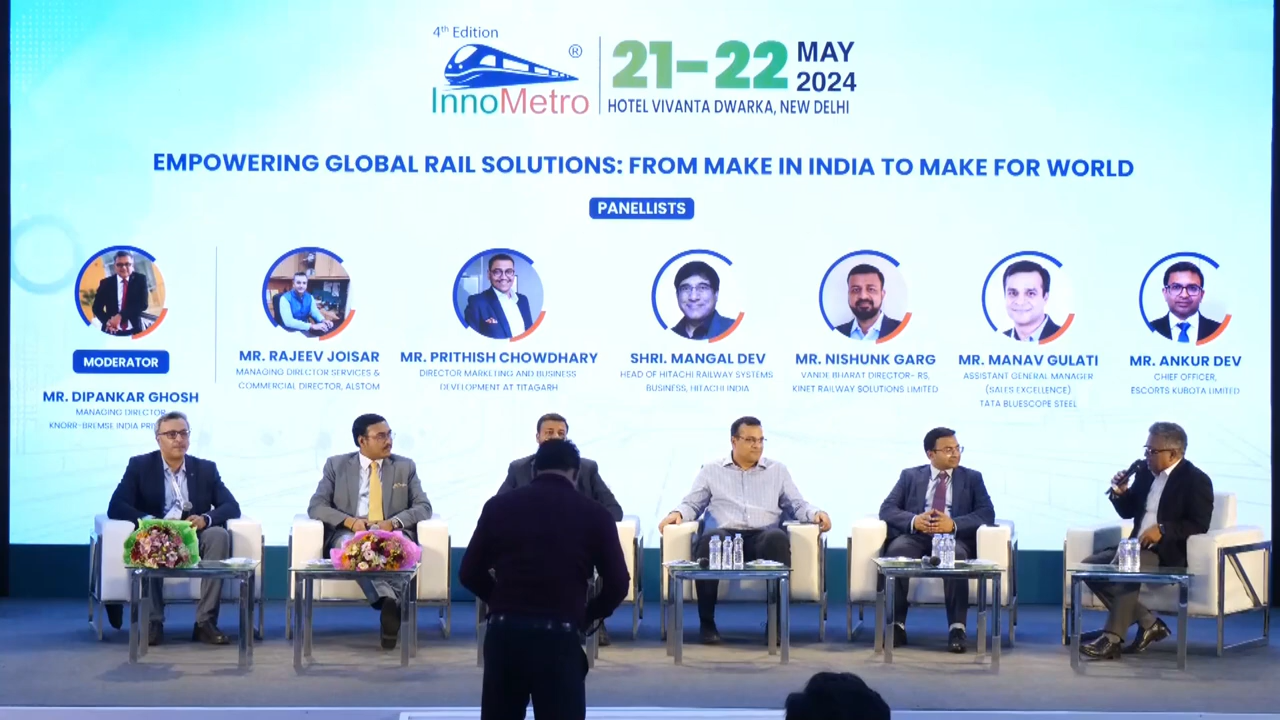 4th Edition
InnoMetro ®
21-22 MAY 2024
HOTEL VIVANTA DWARKA, NEW DELHI
EMPOWERING GLOBAL RAIL SOLUTIONS: FROM MAKE IN INDIA TO MAKE FOR WORLD
PANELLISTS
MODERATOR
MR. DIPANKAR GHOSH
MANAGING DIRECTOR
KNORR-BREMSE INDIA
MR. RAJEEV JOISAR
MANAGING DIRECTOR SERVICES &
COMMERCIAL DIRECTOR, ALSTOM
MR. PRITHISH CHOWDHARY
DIRECTOR MARKETING AND BUSINESS
DEVELOPMENT AT TITAGARH
SHRI. MANGAL DEV
HEAD OF HITACHI RAILWAY SYSTEMS
BUSINESS, HITACHI INDIA
MR. NISHUNK GARG
VANDE BHARAT DIRECTOR- RS,
KINET RAILWAY SOLUTIONS LIMITED
MR. MANAV GULATI
ASSISTANT GENERAL MANAGER
(SALES EXCELLENCE)
TATA BLUESCOPE STEEL
MR. ANKUR DEV
CHIEF OFFICER,
ESCORTS KUBOTA LIMITED